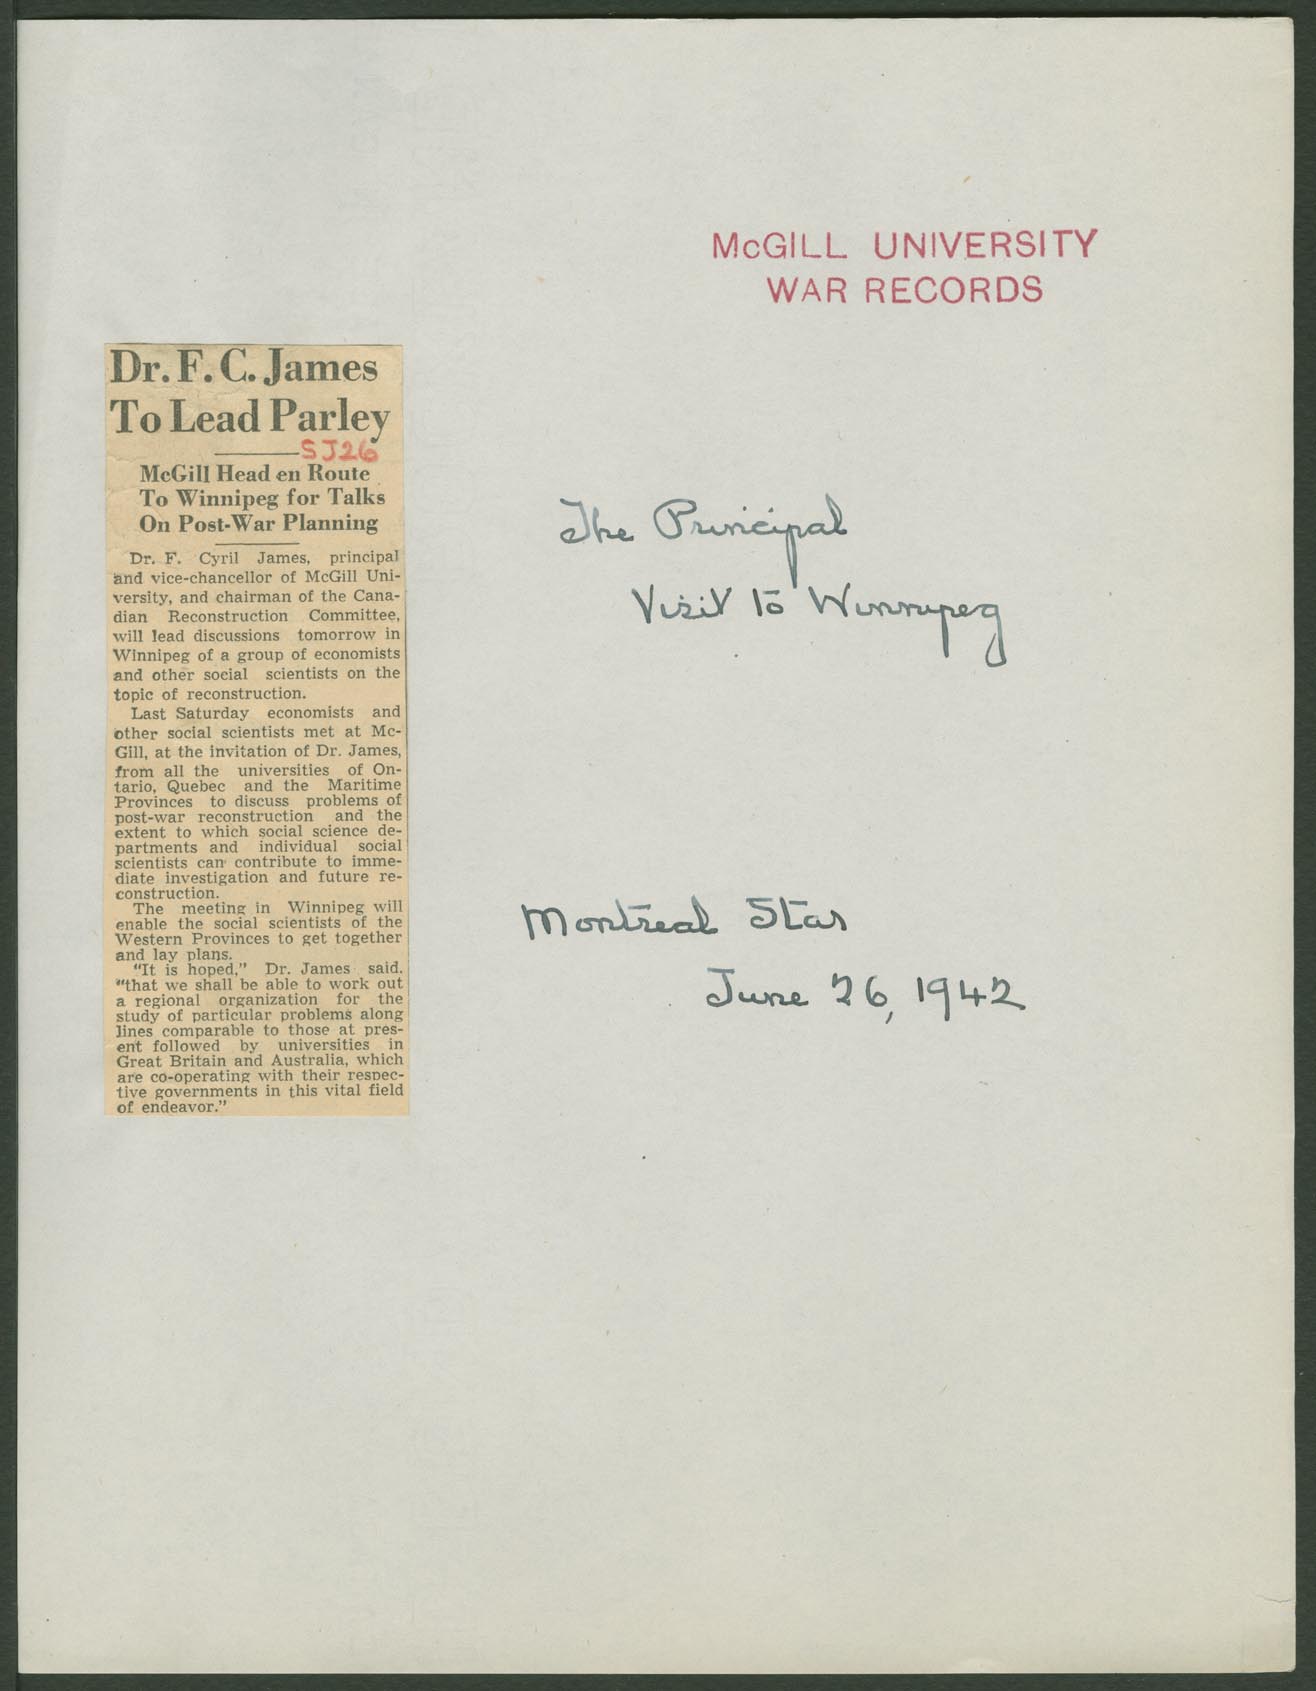 McGILL UNIVERSITY
WAR RECORDS
Dr. F. C. James
To Lead Parley
SJ26
McGill Head en Route
To Winnipeg for Talks
On Post-War Planning
Dr. F. Cyril James, principal
and vice-chancellor of McGill Uni-
versity, and chairman of the Cana-
dian Reconstruction Committee,
will lead discussions tomorrow in
Winnipeg of a group of economists
and other social scientists on the
topic of reconstruction.
Last Saturday economists and
other social scientists met at Mc-
Gill, at the invitation of Dr. James,
from all the universities of On-
tario, Quebec and the Maritime
Provinces to discuss problems of
post-war reconstruction and the
extent to which social science de-
partments and individual social
scientists can contribute to imme-
diate investigation and future re-
construction.
The meeting in Winnipeg will
enable the social scientists of the
Western Provinces to get together
and lay plans.
"It is hoped," Dr. James said.
"that we shall be able to work out
a regional organization for the
study of particular problems along
lines comparable to those at pres-
ent followed by universities in
Great Britain and Australia, which
are co-operating with their respec-
tive governments in this vital field
of endeavor."
The Principal
Visit to Winnipeg
Montreal Star
June 26, 1942